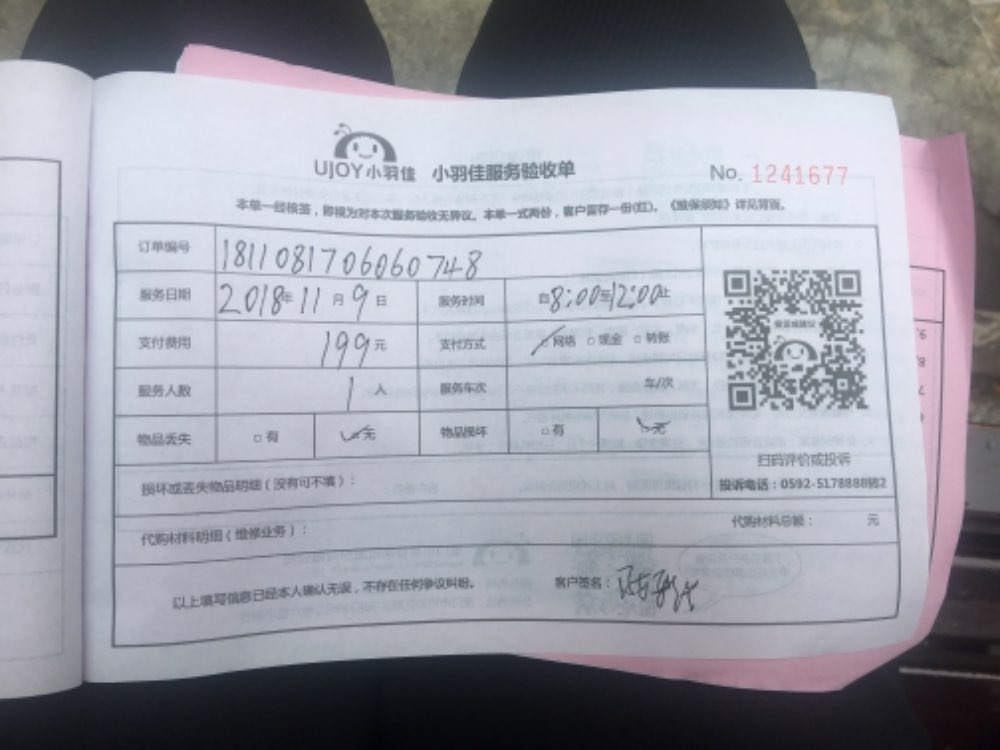 UJOY小羽佳 小羽佳服务验收单 No. 1241677
本单一经核签，即视为对本次服务验收无异议。本单一式两份，客户留存一份(红)。《维保须知》详见背面。
订单编号 1811081706060748
服务日期 2018年11月9日 服务时间 自8:00至12:00止
支付费用 199元 支付方式 网络 现金 转账
服务人数 1人 服务车次 车/次
物品丢失 有 无 物品损坏 有 无
扫码评价或投诉
投诉电话：0592-5178888转2
损坏或丢失物品明细（没有可不填）：
代购材料明细（维修业务）： 代购材料总额： 元
以上填写信息已经本人确认无误，不存在任何争议纠纷。 客户签名：